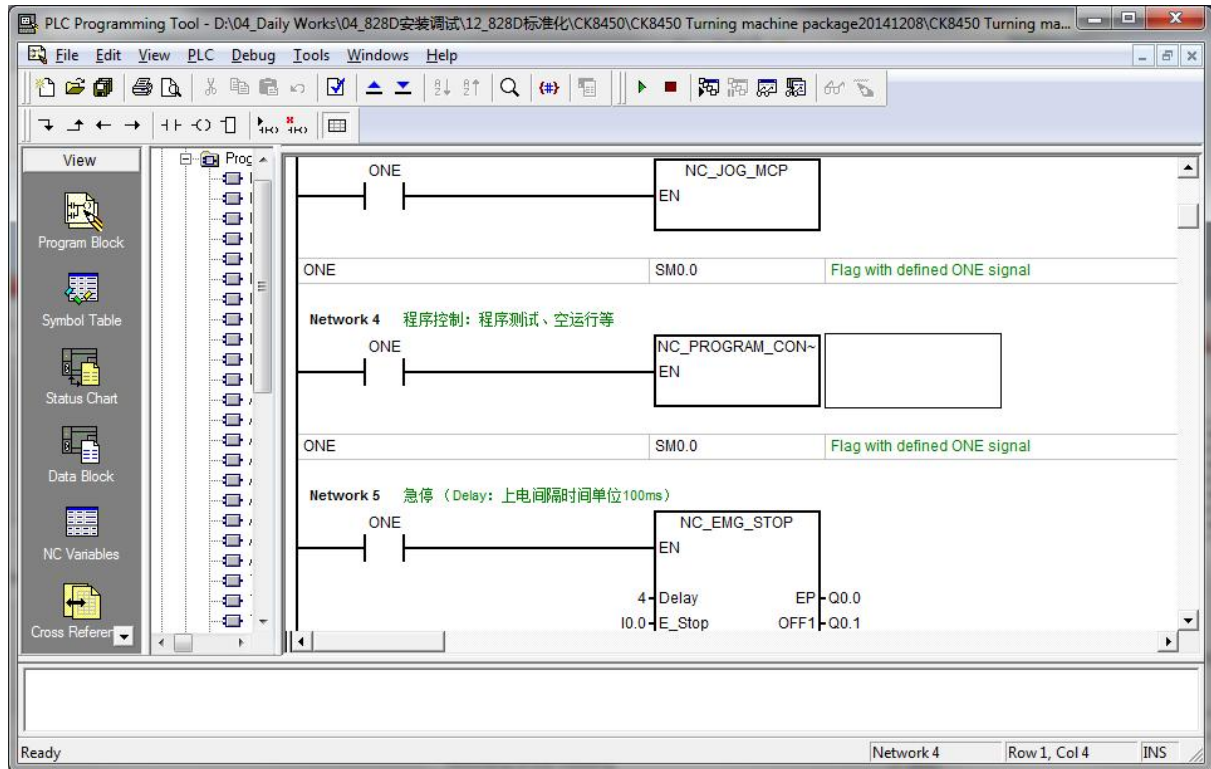 PLC Programming Tool - D:\04_Daily Works\04_828D安装调试\12_828D标准化\CK8450\CK8450 Turning machine package20141208\CK8450 Turning ma...
File Edit View PLC Debug Tools Windows Help
View
Program Block
Symbol Table
Status Chart
Data Block
NC Variables
Cross Referen
Prog
ONE
NC_JOG_MCP
EN
ONE SM0.0 Flag with defined ONE signal
Network 4 程序控制：程序测试、空运行等
ONE
NC_PROGRAM_CON~
EN
ONE SM0.0 Flag with defined ONE signal
Network 5 急停（Delay：上电间隔时间单位100ms）
ONE
NC_EMG_STOP
EN
4 Delay EP Q0.0
I0.0 E_Stop OFF1 Q0.1
Ready Network 4 Row 1, Col 4 INS